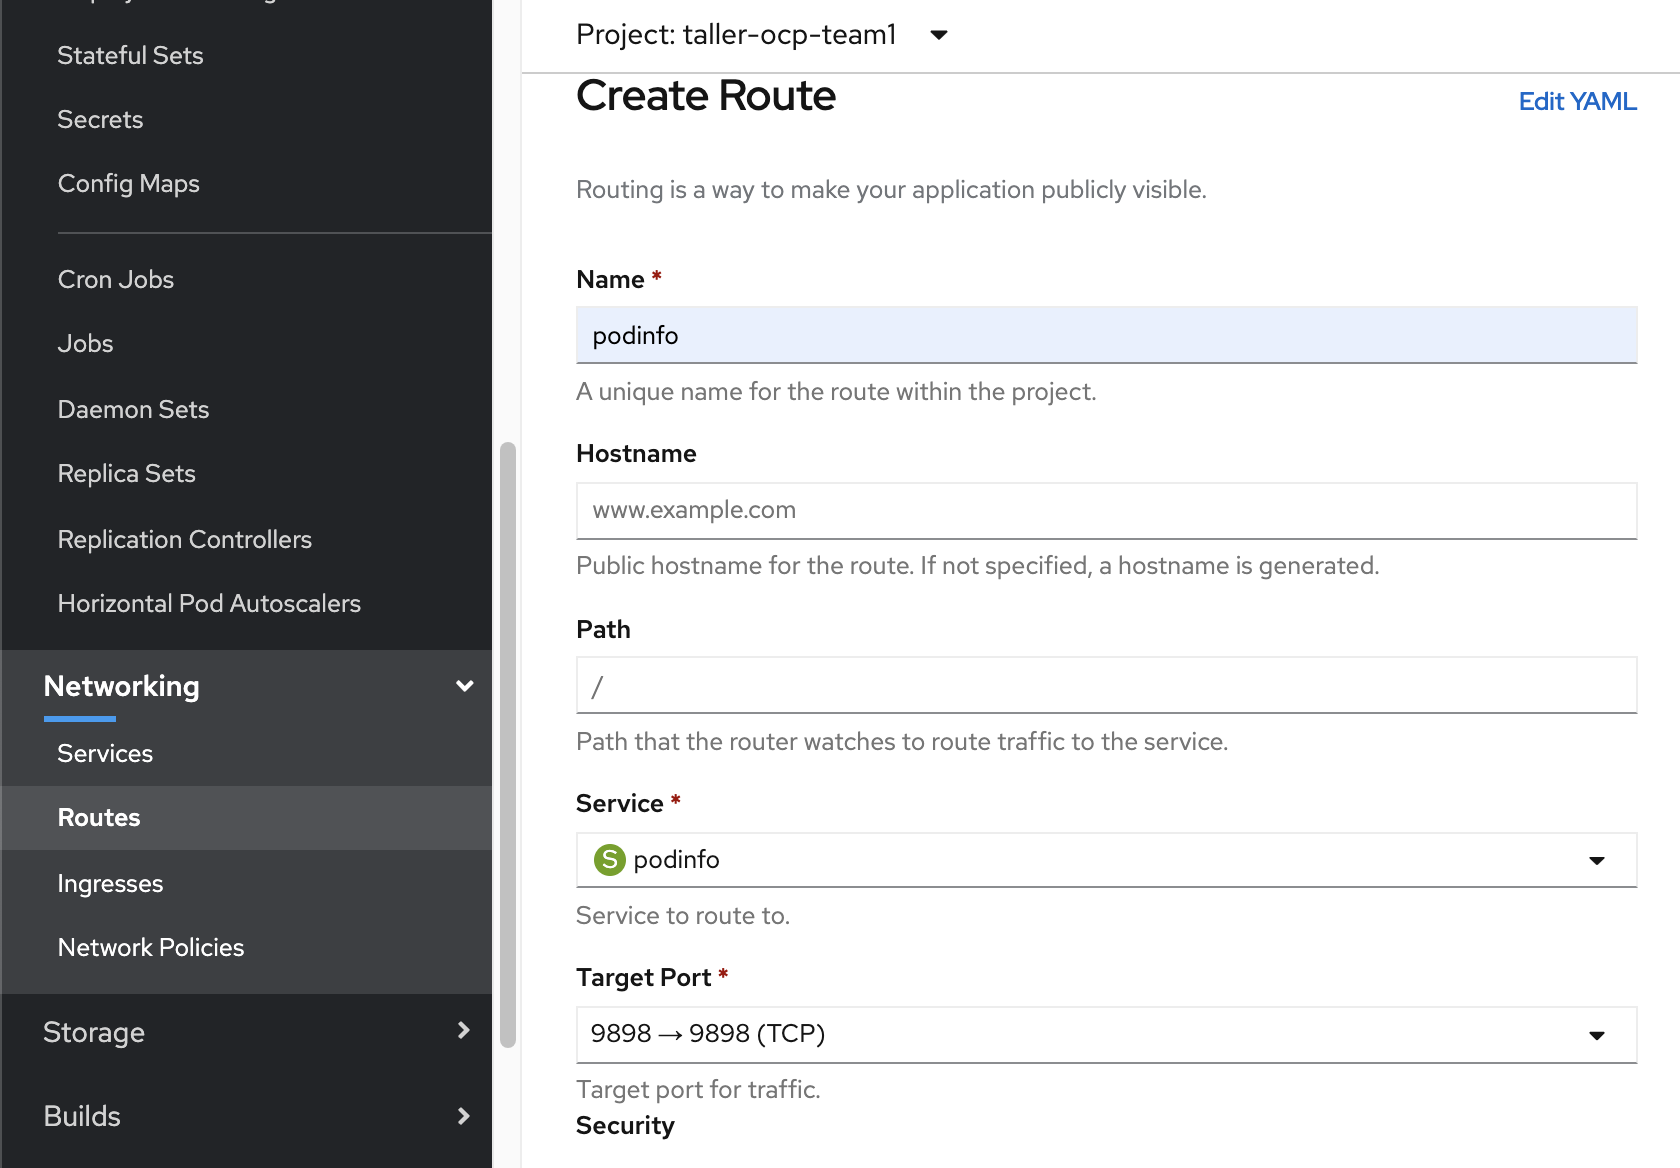 Stateful Sets
Secrets
Config Maps
Cron Jobs
Jobs
Daemon Sets
Replica Sets
Replication Controllers
Horizontal Pod Autoscalers
Networking
Services
Routes
Ingresses
Network Policies
Storage
Builds
Project: taller-ocp-team1
Create Route
Edit YAML
Routing is a way to make your application publicly visible.
Name *
podinfo
A unique name for the route within the project.
Hostname
www.example.com
Public hostname for the route. If not specified, a hostname is generated.
Path
/
Path that the router watches to route traffic to the service.
Service *
S podinfo
Service to route to.
Target Port *
9898 → 9898 (TCP)
Target port for traffic.
Security